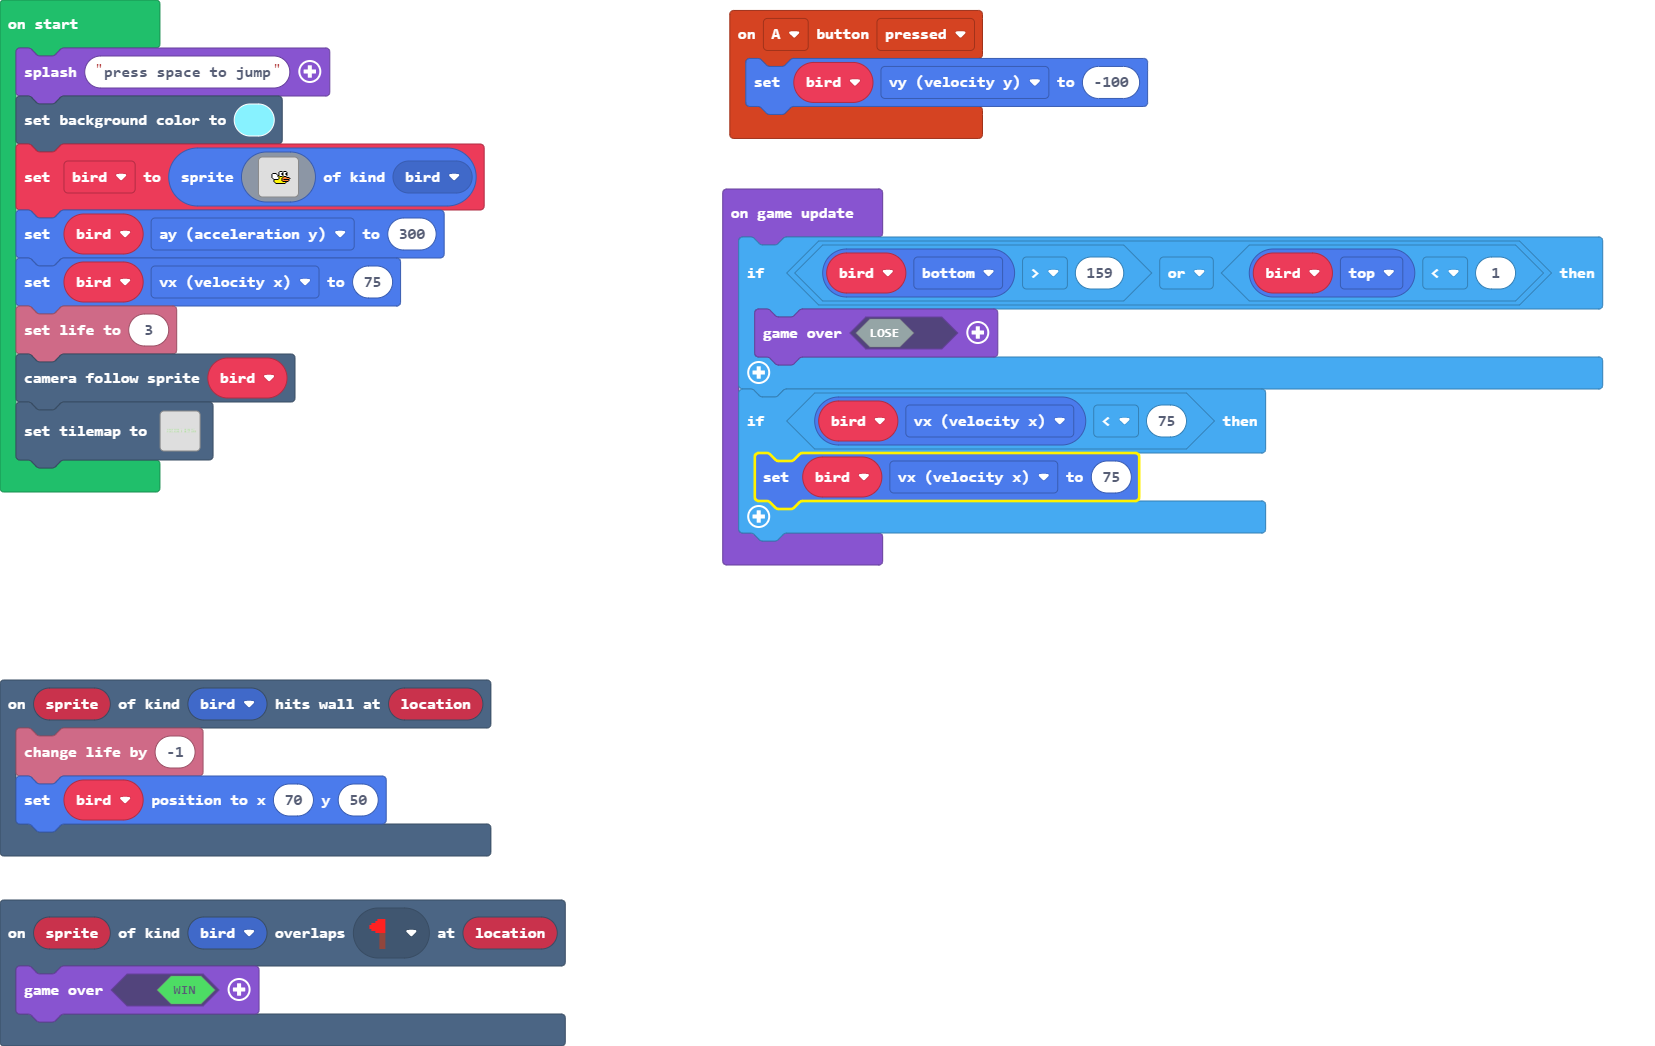 on start
splash "press space to jump"
set background color to
set bird to sprite of kind bird
set bird ay (acceleration y) to 300
set bird vx (velocity x) to 75
set life to 3
camera follow sprite bird
set tilemap to
on A button pressed
set bird vy (velocity y) to -100
on game update
if bird bottom > 159 or bird top < 1 then
game over LOSE
if bird vx (velocity x) < 75 then
set bird vx (velocity x) to 75
on sprite of kind bird hits wall at location
change life by -1
set bird position to x 70 y 50
on sprite of kind bird overlaps at location
game over WIN